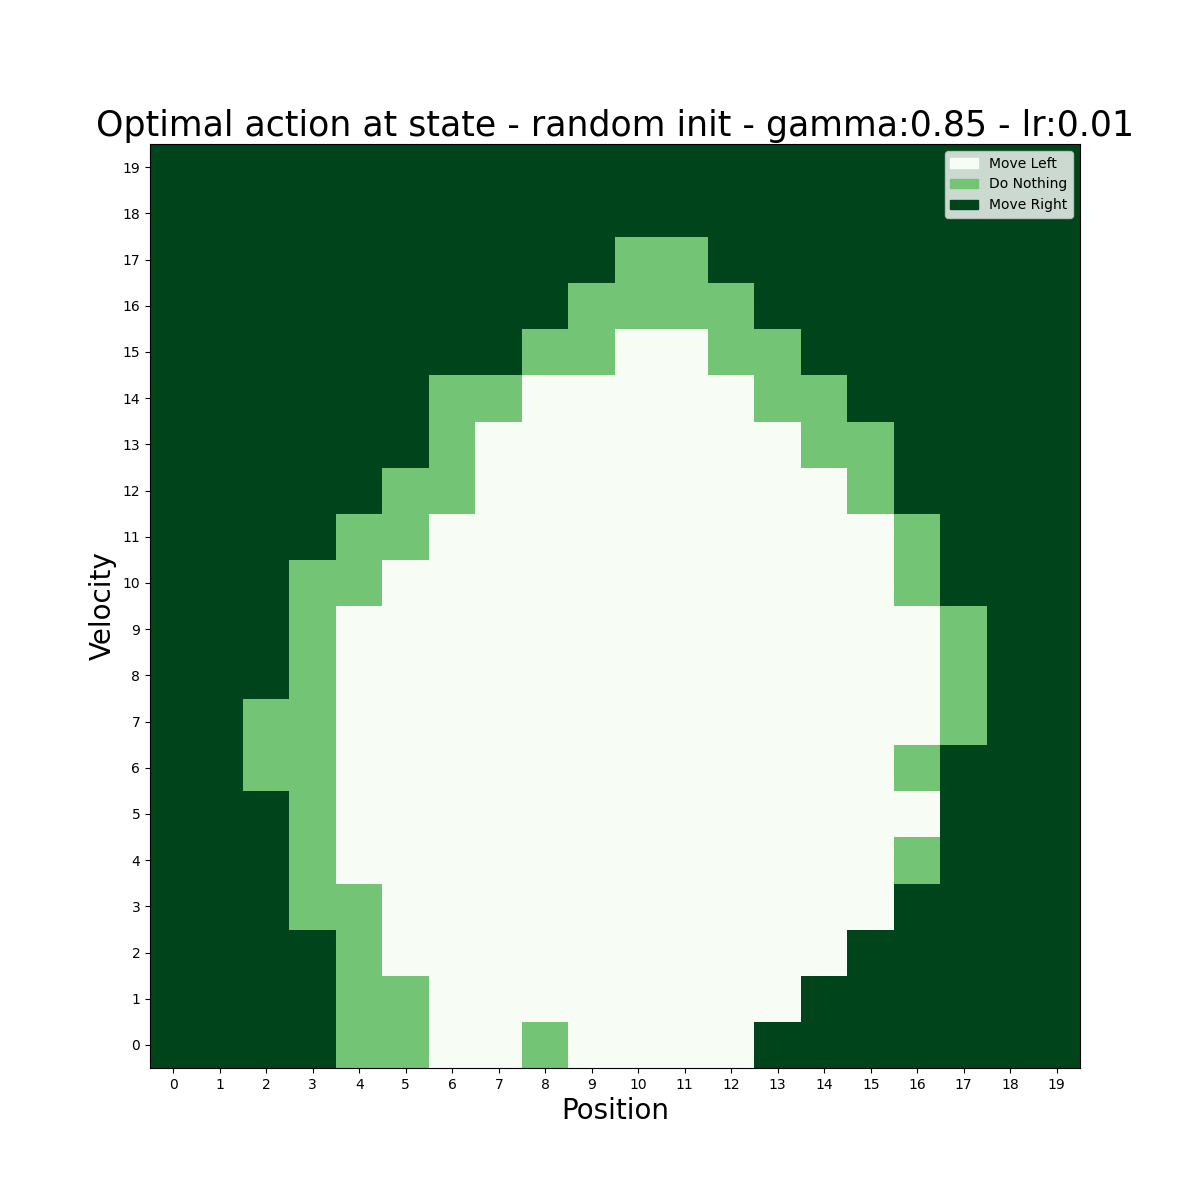 Optimal action at state - random init - gamma:0.85 - lr:0.01
Move Left
Do Nothing
Move Right
19
18
17
16
15
14
13
12
11
10
9
8
7
6
5
4
3
2
1
0
Velocity
0 1 2 3 4 5 6 7 8 9 10 11 12 13 14 15 16 17 18 19
Position